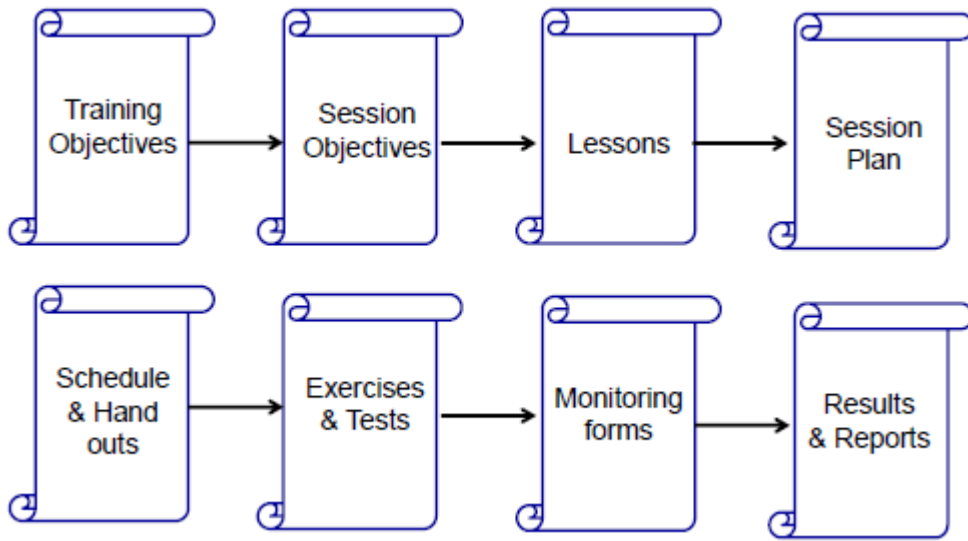 Training
Objectives
Session
Objectives
Lessons
Session
Plan
Schedule
& Hand
outs
Exercises
& Tests
Monitoring
forms
Results
& Reports